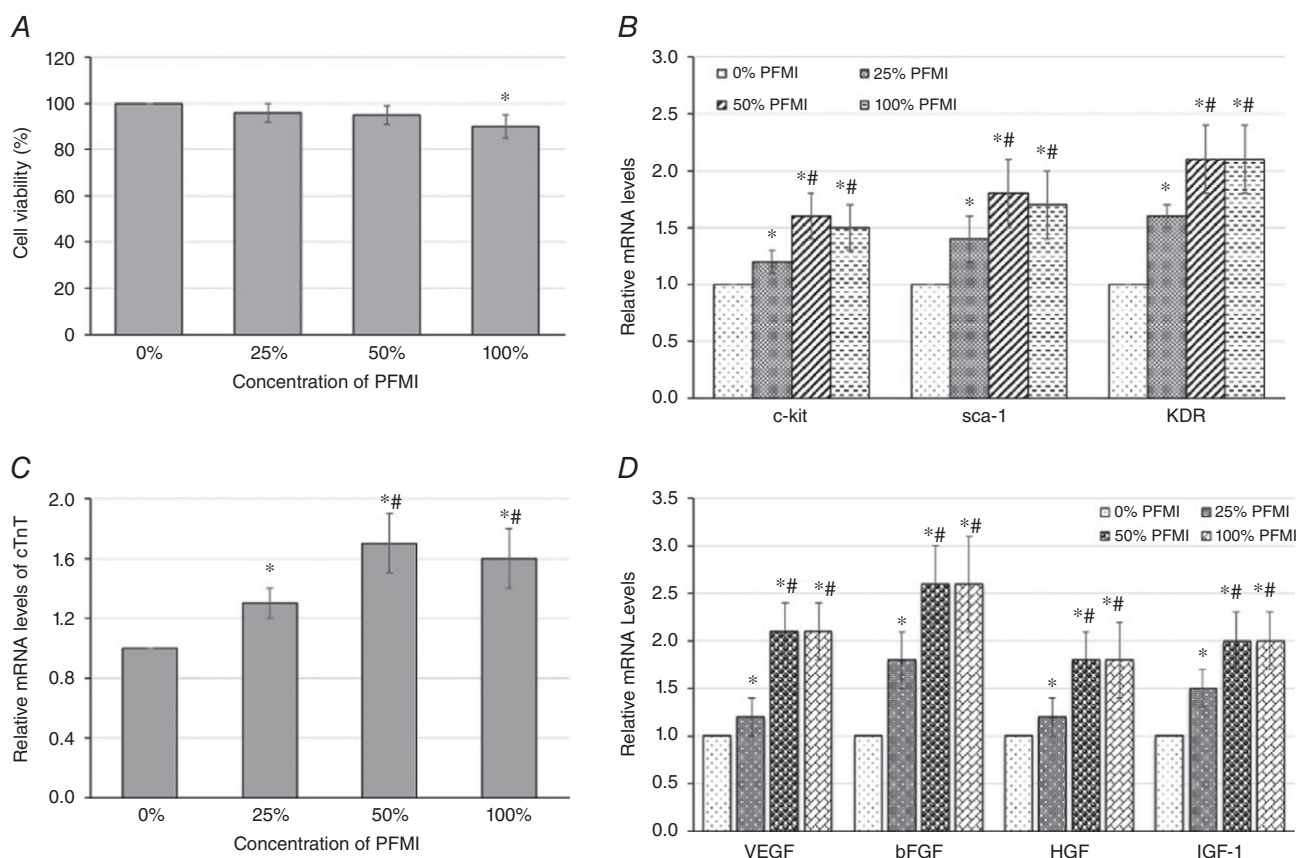 A
120
100
80
60
40
20
0
Cell viability (%)
*
0% 25% 50% 100%
Concentration of PFMI
B
3.0
2.5
2.0
1.5
1.0
0.5
0.0
Relative mRNA levels
0% PFMI 25% PFMI
50% PFMI 100% PFMI
* *# *# * *# *# * *# *#
c-kit sca-1 KDR
C
2.0
1.6
1.2
0.8
0.4
0.0
Relative mRNA levels of cTnT
* *# *#
0% 25% 50% 100%
Concentration of PFMI
D
3.5
3.0
2.5
2.0
1.5
1.0
0.5
0.0
Relative mRNA Levels
0% PFMI 25% PFMI
50% PFMI 100% PFMI
* *# *# * *# *# * *# *# * *# *#
VEGF bFGF HGF IGF-1